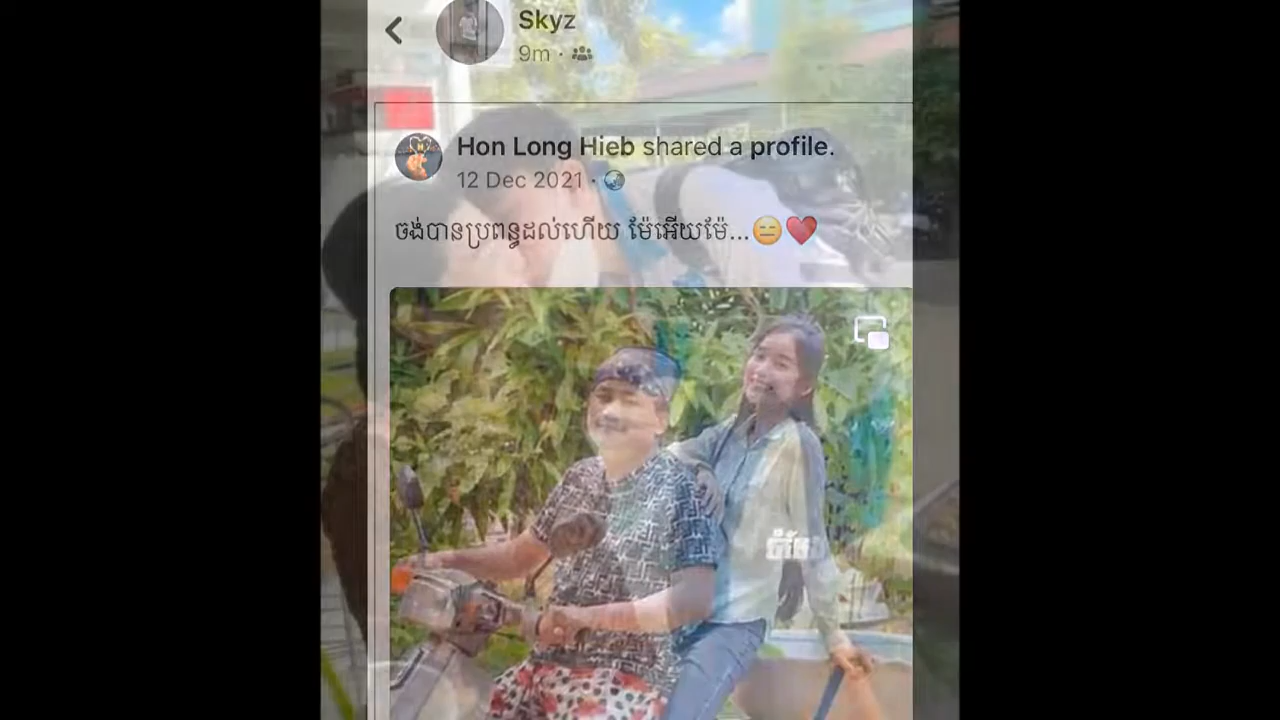 Skyz
9m ·
Hon Long Hieb shared a profile.
12 Dec 2021 ·
ចង់បានប្រពន្ធដល់ហើយ ម៉ែអើយម៉ែ...😑❤️